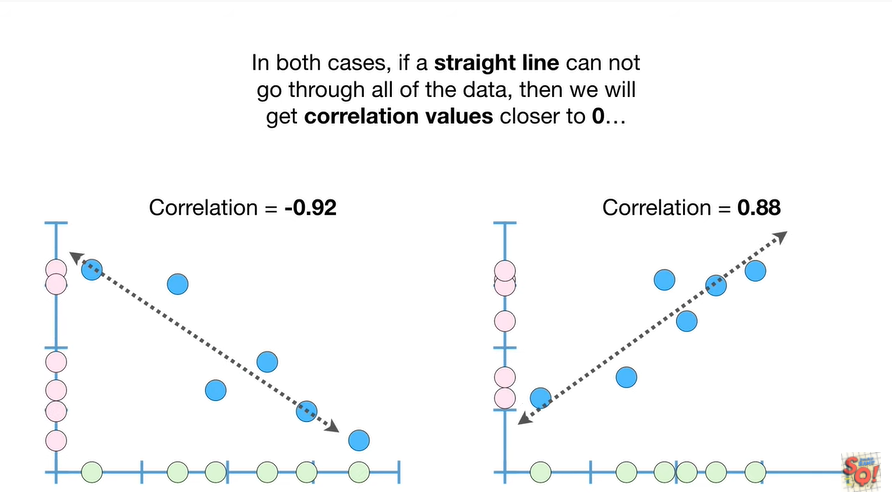 In both cases, if a straight line can not
go through all of the data, then we will
get correlation values closer to 0…
Correlation = -0.92
Correlation = 0.88
SQ!